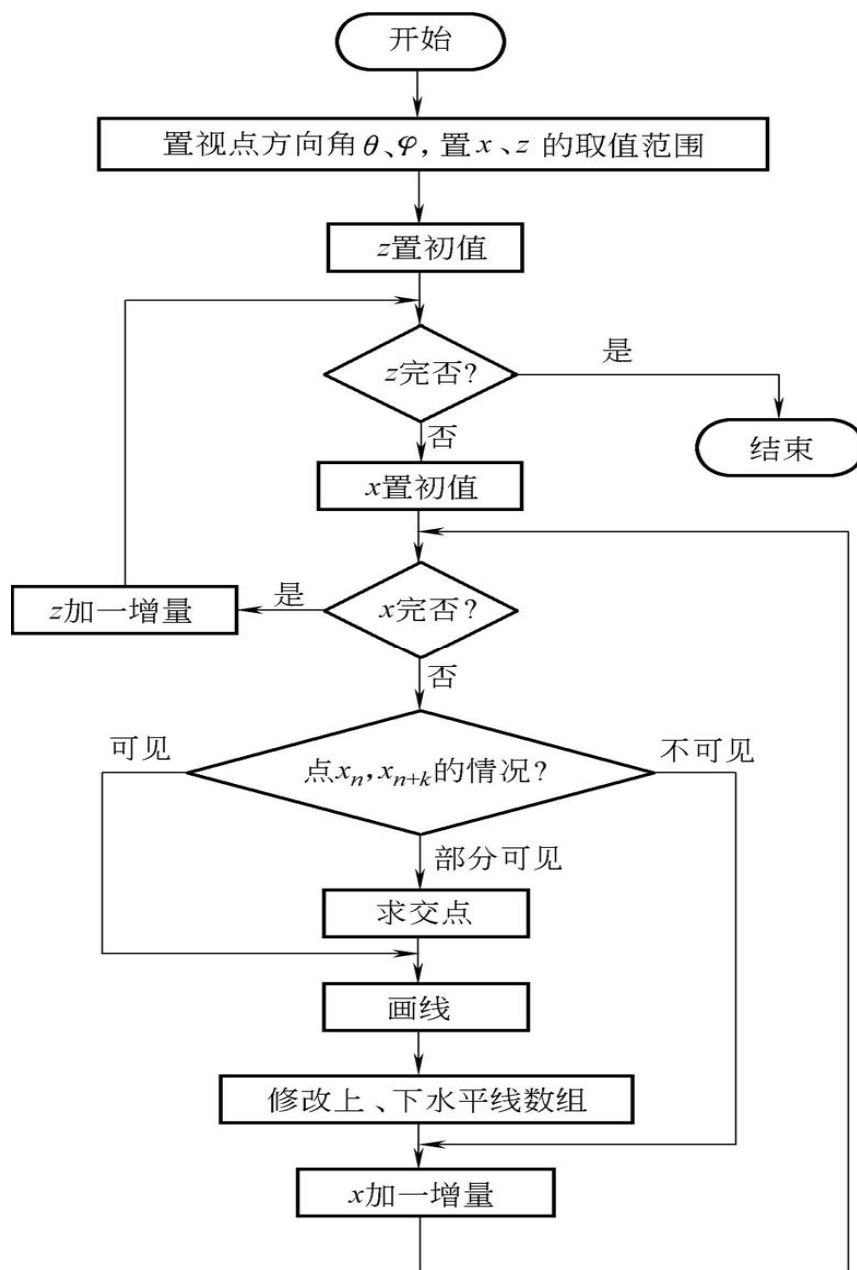 开始
置视点方向角θ、φ,置x、z 的取值范围
z置初值
z完否?
是
否
结束
x置初值
z加一增量
是
x完否?
否
可见
点xₙ,xₙ₊ₖ的情况?
不可见
部分可见
求交点
画线
修改上、下水平线数组
x加一增量